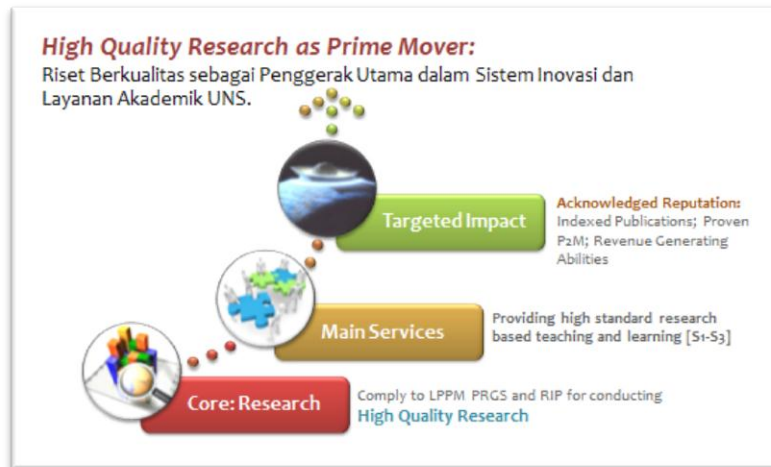 High Quality Research as Prime Mover:
Riset Berkualitas sebagai Penggerak Utama dalam Sistem Inovasi dan
Layanan Akademik UNS.
Targeted Impact
Acknowledged Reputation:
Indexed Publications; Proven
P2M; Revenue Generating
Abilities
Main Services
Providing high standard research
based teaching and learning [S1-S3]
Core: Research
Comply to LPPM PRGS and RIP for conducting
High Quality Research